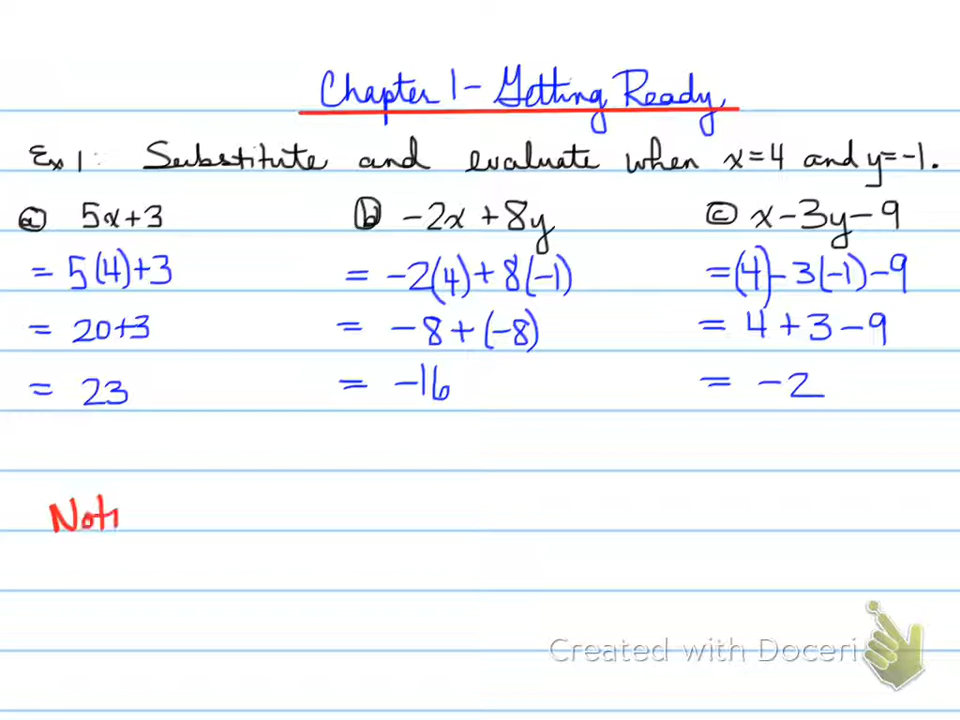 Chapter 1 - Getting Ready.
Ex 1: Substitute and evaluate when x=4 and y=-1.
ⓐ 5x+3 ⓑ -2x+8y ⓒ x-3y-9
= 5(4)+3 = -2(4)+8(-1) =(4)-3(-1)-9
= 20+3 = -8+(-8) = 4+3-9
= 23 = -16 = -2
Not
Created with Doceri